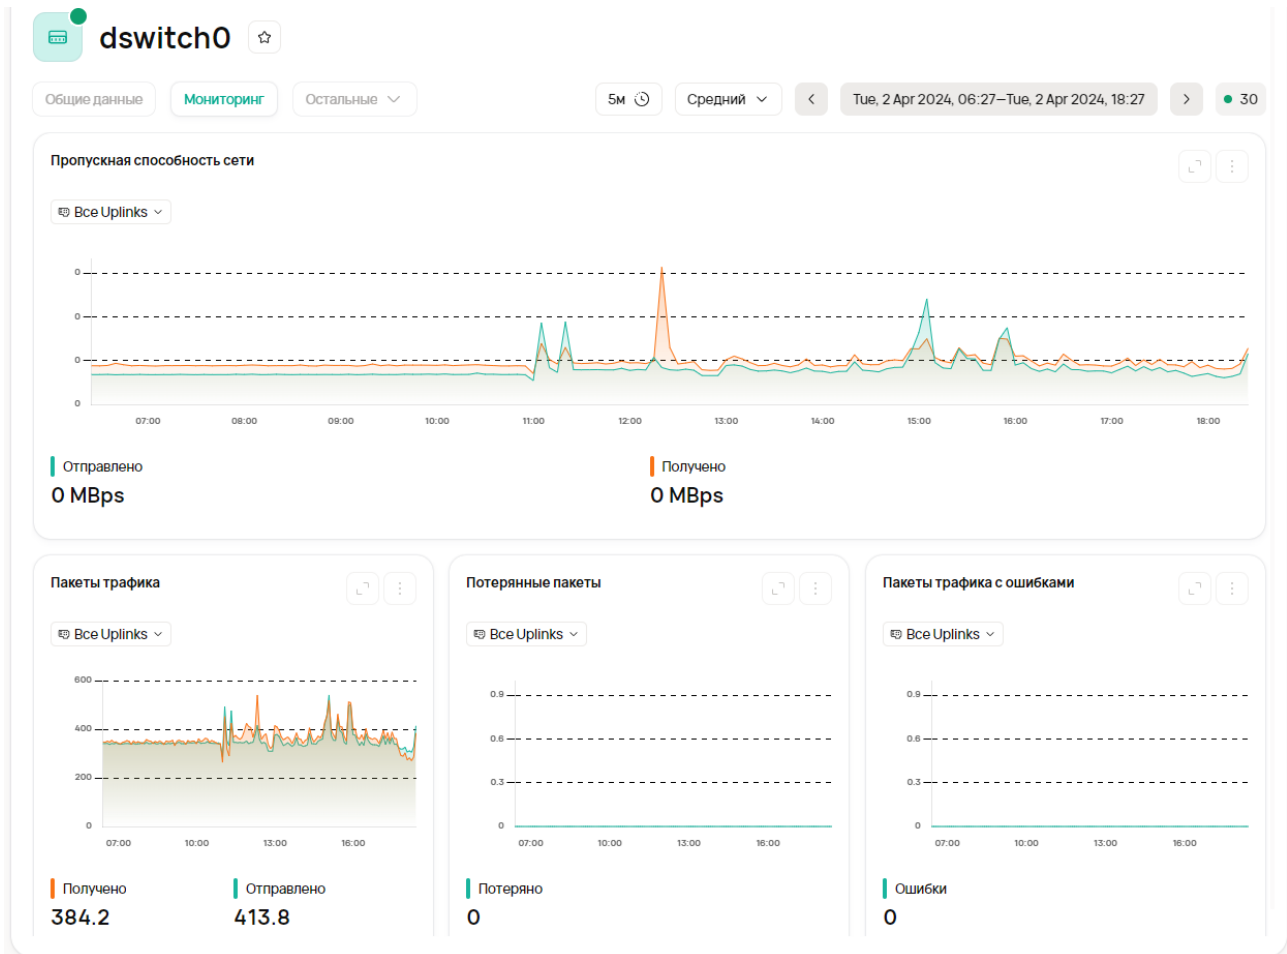 dswitch0
Общие данные
Мониторинг
Остальные
5м
Средний
Tue, 2 Apr 2024, 06:27—Tue, 2 Apr 2024, 18:27
30
Пропускная способность сети
Все Uplinks
0
0
0
0
07:00 08:00 09:00 10:00 11:00 12:00 13:00 14:00 15:00 16:00 17:00 18:00
Отправлено
0 MBps
Получено
0 MBps
Пакеты трафика
Все Uplinks
600
400
200
0
07:00 10:00 13:00 16:00
Получено
384.2
Отправлено
413.8
Потерянные пакеты
Все Uplinks
0.9
0.6
0.3
0
07:00 10:00 13:00 16:00
Потеряно
0
Пакеты трафика с ошибками
Все Uplinks
0.9
0.6
0.3
0
07:00 10:00 13:00 16:00
Ошибки
0